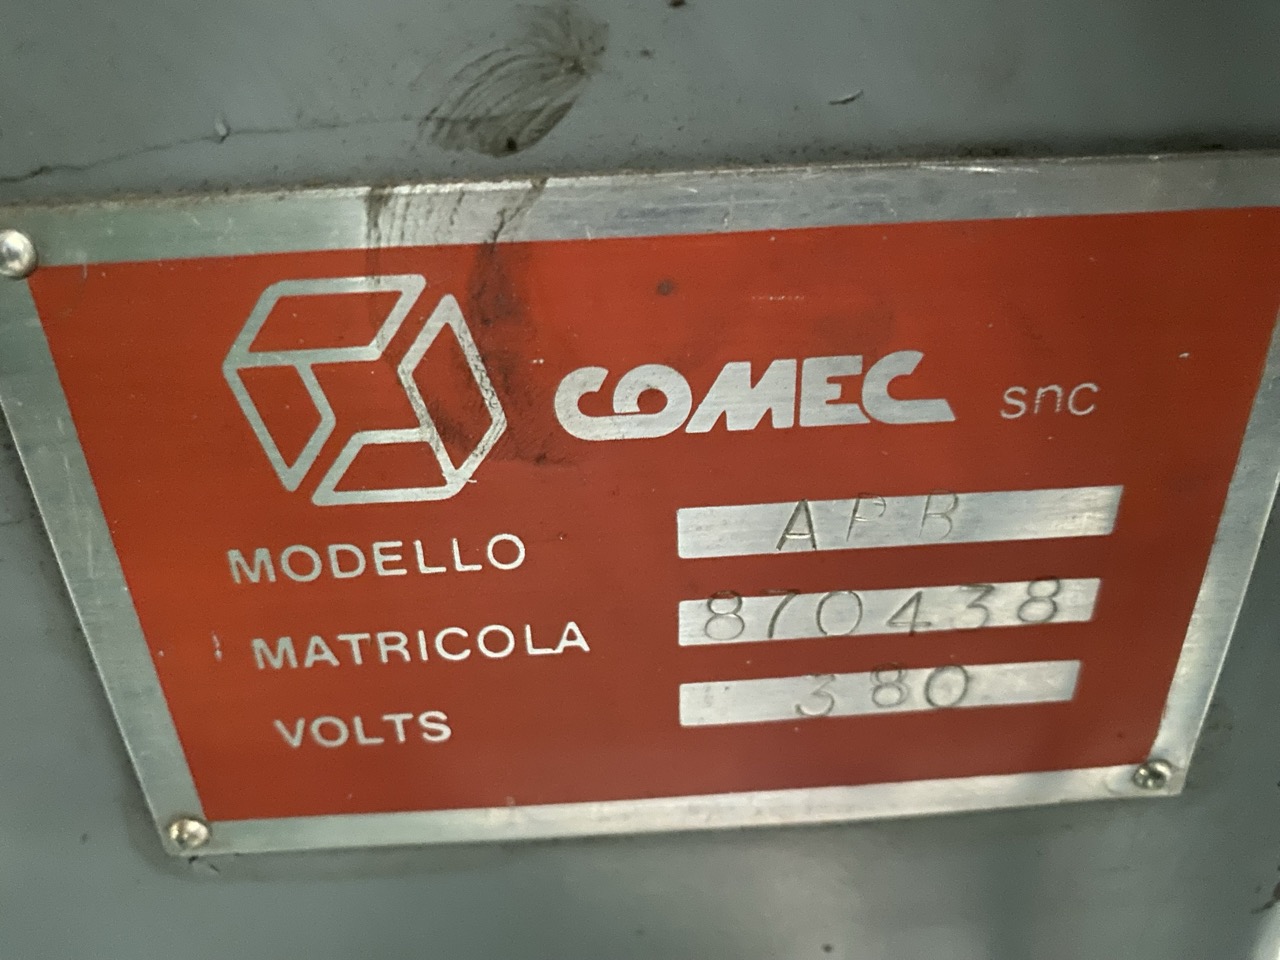 COMEC snc
MODELLO APB
MATRICOLA 870438
VOLTS 380